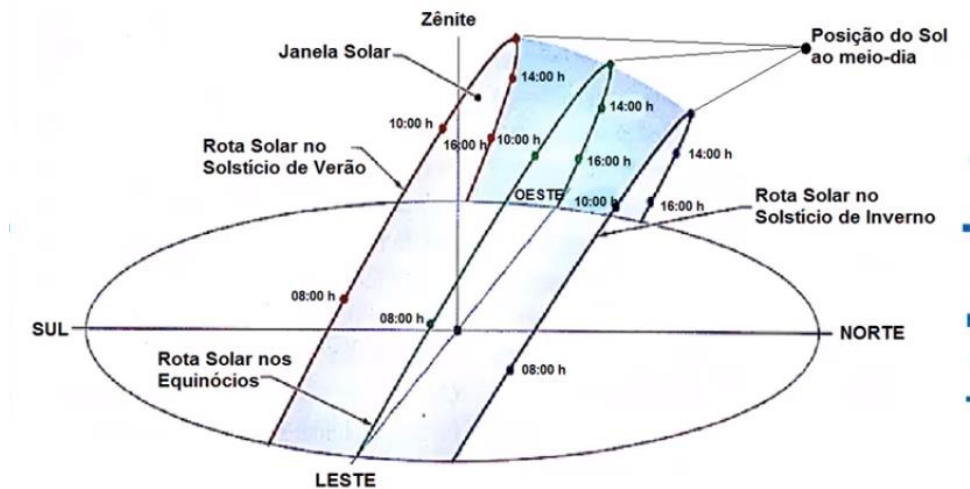 Zênite
Janela Solar
Posição do Sol
ao meio-dia
14:00 h
14:00 h
10:00 h
16:00 h
10:00 h
Rota Solar no
Solstício de Verão
14:00 h
16:00 h
OESTE
10:00 h
16:00 h
Rota Solar no
Solstício de Inverno
08:00 h
08:00 h
SUL
NORTE
Rota Solar nos
Equinócios
08:00 h
LESTE